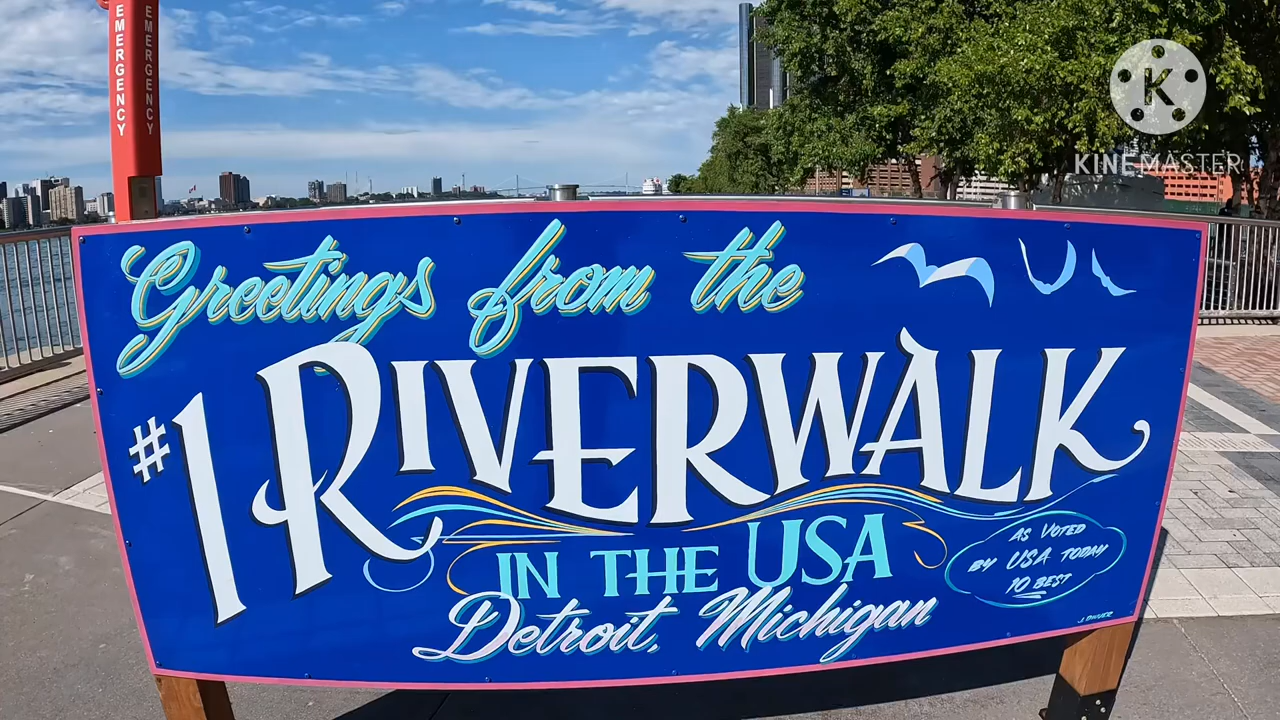 EMERGENCY
EMERGENCY
KINEMASTER
Greetings from the
#1 RIVERWALK
IN THE USA
Detroit, Michigan
AS VOTED
BY USA TODAY
10 BEST